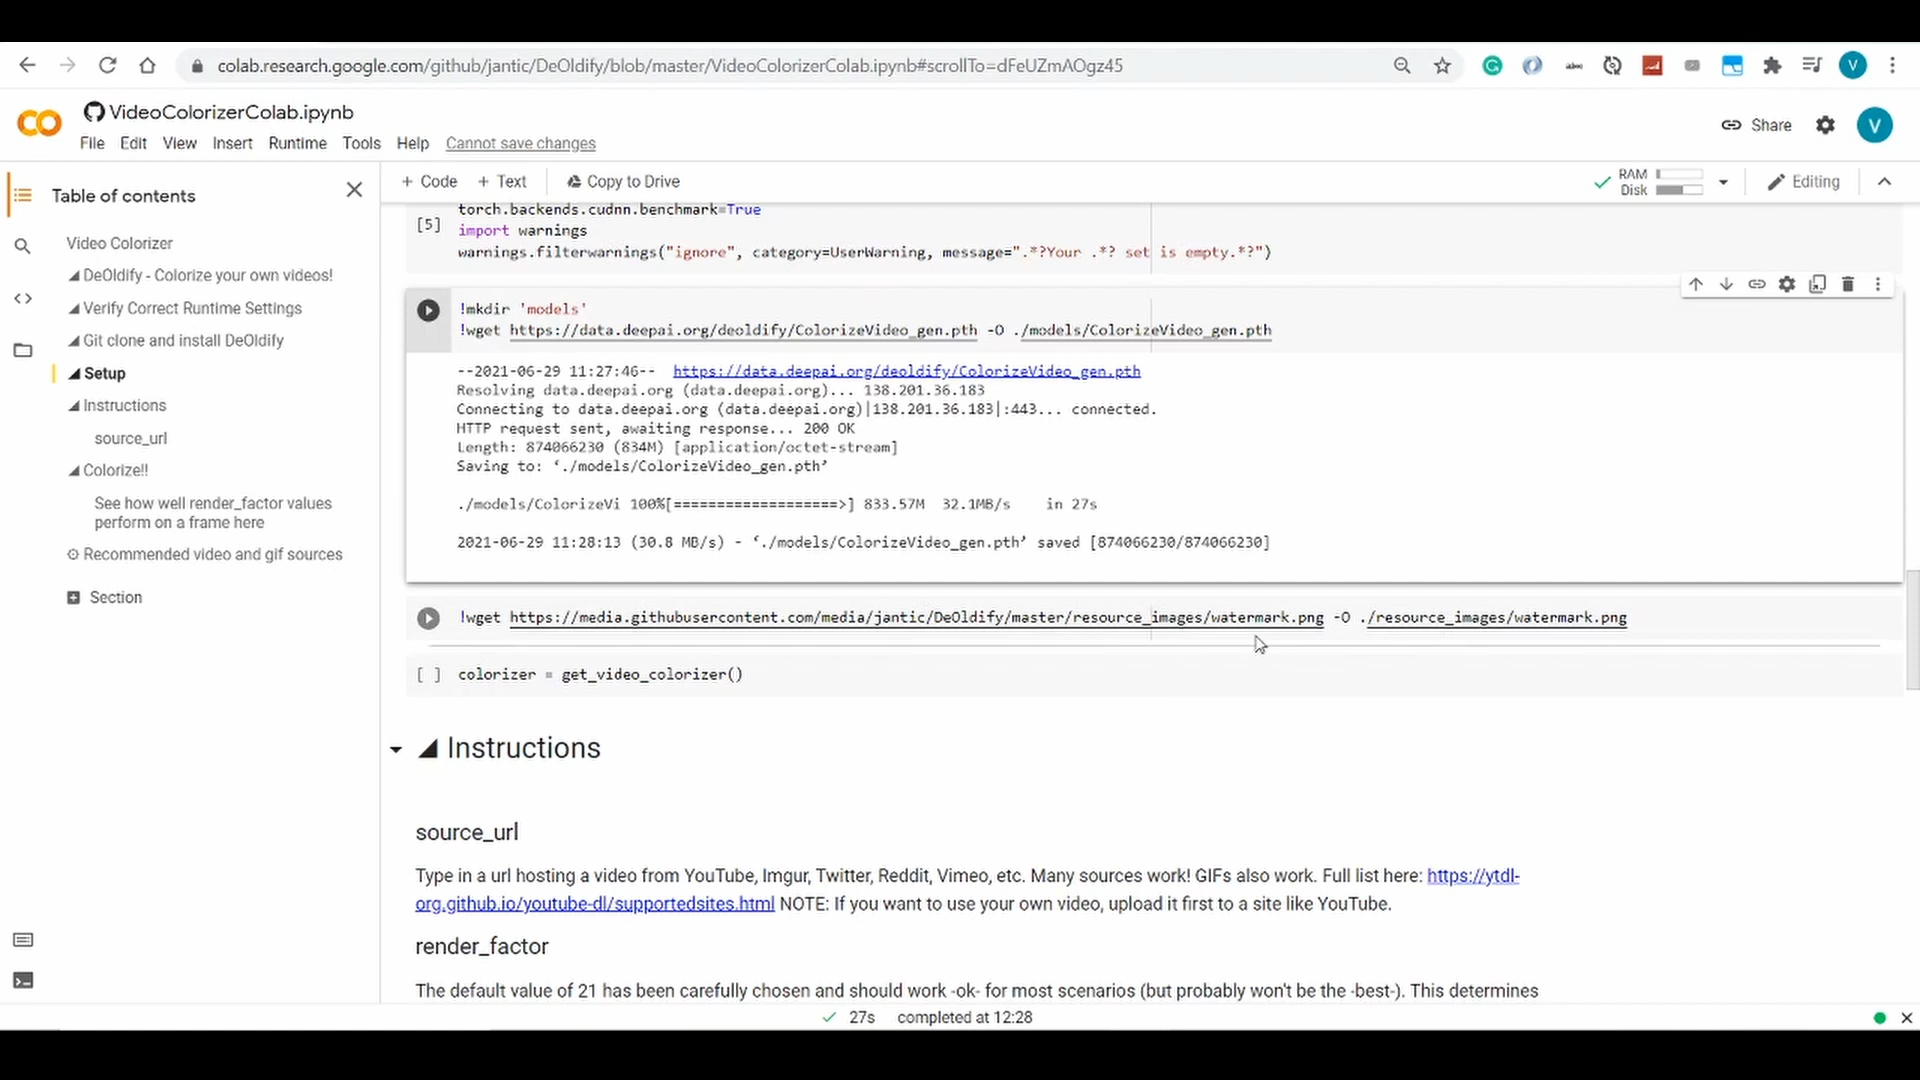 colab.research.google.com/github/jantic/DeOldify/blob/master/VideoColorizerColab.ipynb#scrollTo=dFeUZmAOgz45
V
VideoColorizerColab.ipynb
File Edit View Insert Runtime Tools Help Cannot save changes
Share
V
Table of contents
+ Code + Text Copy to Drive
RAM
Disk
Editing
Video Colorizer
◢ DeOldify - Colorize your own videos!
◢ Verify Correct Runtime Settings
◢ Git clone and install DeOldify
◢ Setup
◢ Instructions
source_url
◢ Colorize!!
See how well render_factor values
perform on a frame here
⚙ Recommended video and gif sources
Section
torch.backends.cudnn.benchmark=True
[5]
import warnings
warnings.filterwarnings("ignore", category=UserWarning, message=".*?Your .*? set is empty.*?")
!mkdir 'models'
!wget https://data.deepai.org/deoldify/ColorizeVideo_gen.pth -O ./models/ColorizeVideo_gen.pth
--2021-06-29 11:27:46-- https://data.deepai.org/deoldify/ColorizeVideo_gen.pth
Resolving data.deepai.org (data.deepai.org)... 138.201.36.183
Connecting to data.deepai.org (data.deepai.org)|138.201.36.183|:443... connected.
HTTP request sent, awaiting response... 200 OK
Length: 874066230 (834M) [application/octet-stream]
Saving to: ‘./models/ColorizeVideo_gen.pth’
./models/ColorizeVi 100%[===================>] 833.57M 32.1MB/s in 27s
2021-06-29 11:28:13 (30.8 MB/s) - ‘./models/ColorizeVideo_gen.pth’ saved [874066230/874066230]
!wget https://media.githubusercontent.com/media/jantic/DeOldify/master/resource_images/watermark.png -O ./resource_images/watermark.png
[ ] colorizer = get_video_colorizer()
◢ Instructions
source_url
Type in a url hosting a video from YouTube, Imgur, Twitter, Reddit, Vimeo, etc. Many sources work! GIFs also work. Full list here: https://ytdl-
org.github.io/youtube-dl/supportedsites.html NOTE: If you want to use your own video, upload it first to a site like YouTube.
render_factor
The default value of 21 has been carefully chosen and should work -ok- for most scenarios (but probably won't be the -best-). This determines
27s completed at 12:28